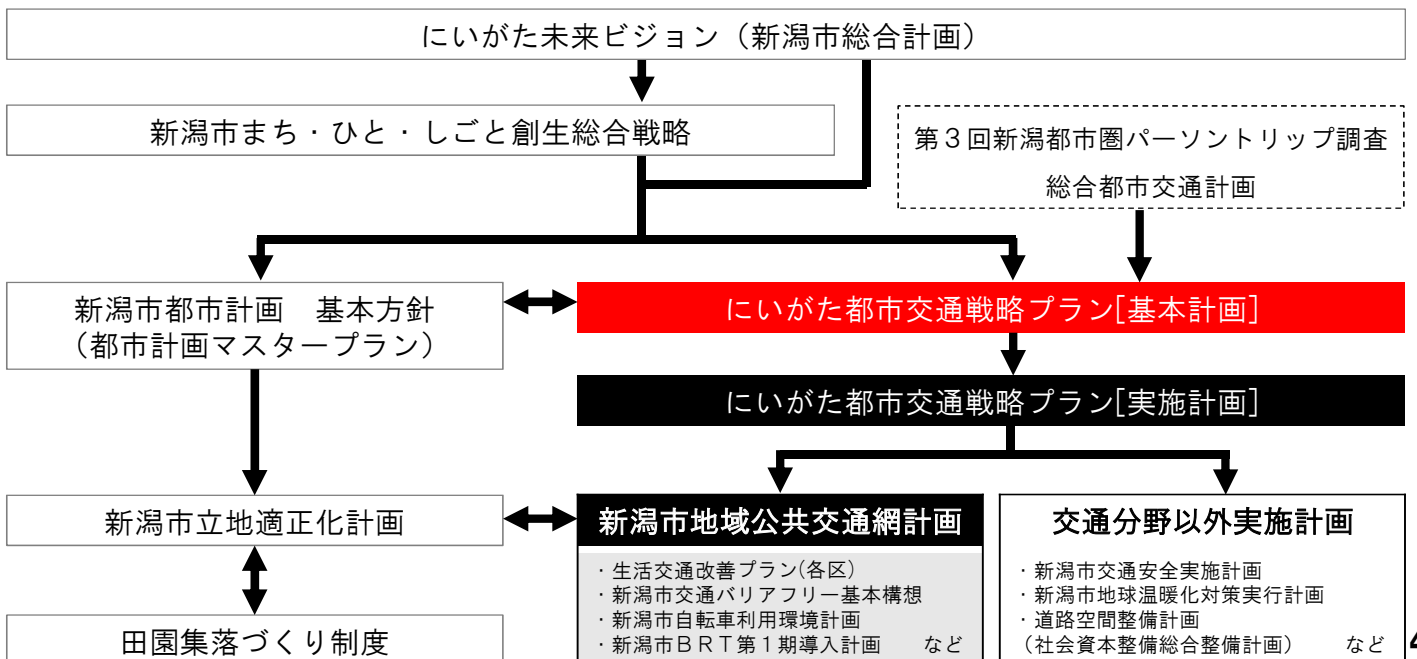 にいがた未来ビジョン（新潟市総合計画）
新潟市まち・ひと・しごと創生総合戦略
第３回新潟都市圏パーソントリップ調査
総合都市交通計画
新潟市都市計画　基本方針
（都市計画マスタープラン）
にいがた都市交通戦略プラン[基本計画]
にいがた都市交通戦略プラン[実施計画]
新潟市立地適正化計画
新潟市地域公共交通網計画
・生活交通改善プラン(各区)
・新潟市交通バリアフリー基本構想
・新潟市自転車利用環境計画
・新潟市ＢＲＴ第１期導入計画　　など
交通分野以外実施計画
・新潟市交通安全実施計画
・新潟市地球温暖化対策実行計画
・道路空間整備計画
（社会資本整備総合整備計画）　　など
田園集落づくり制度